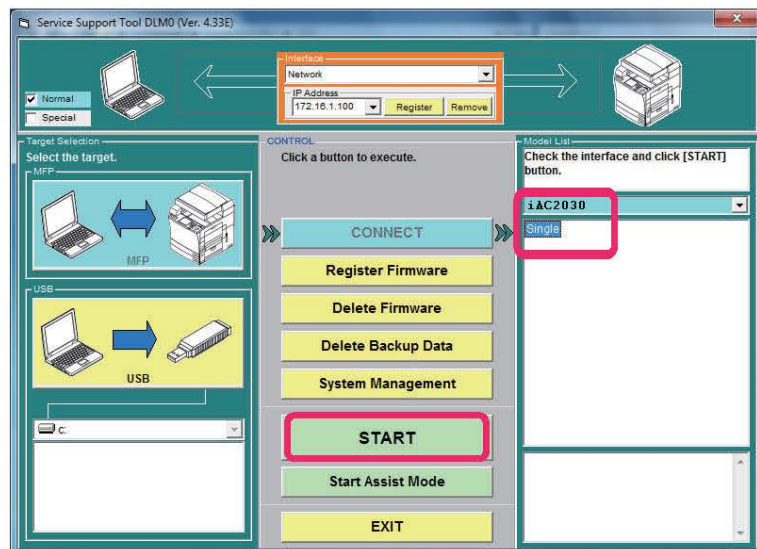 Service Support Tool DLM0 (Ver. 4.33E)
Normal
Special
Interface
Network
IP Address
172.16.1.100
Register
Remove
Target Selection
Select the target.
MFP
MFP
USB
USB
c:
CONTROL
Click a button to execute.
CONNECT
Register Firmware
Delete Firmware
Delete Backup Data
System Management
START
Start Assist Mode
EXIT
Model List
Check the interface and click [START]
button.
iAC2030
Single